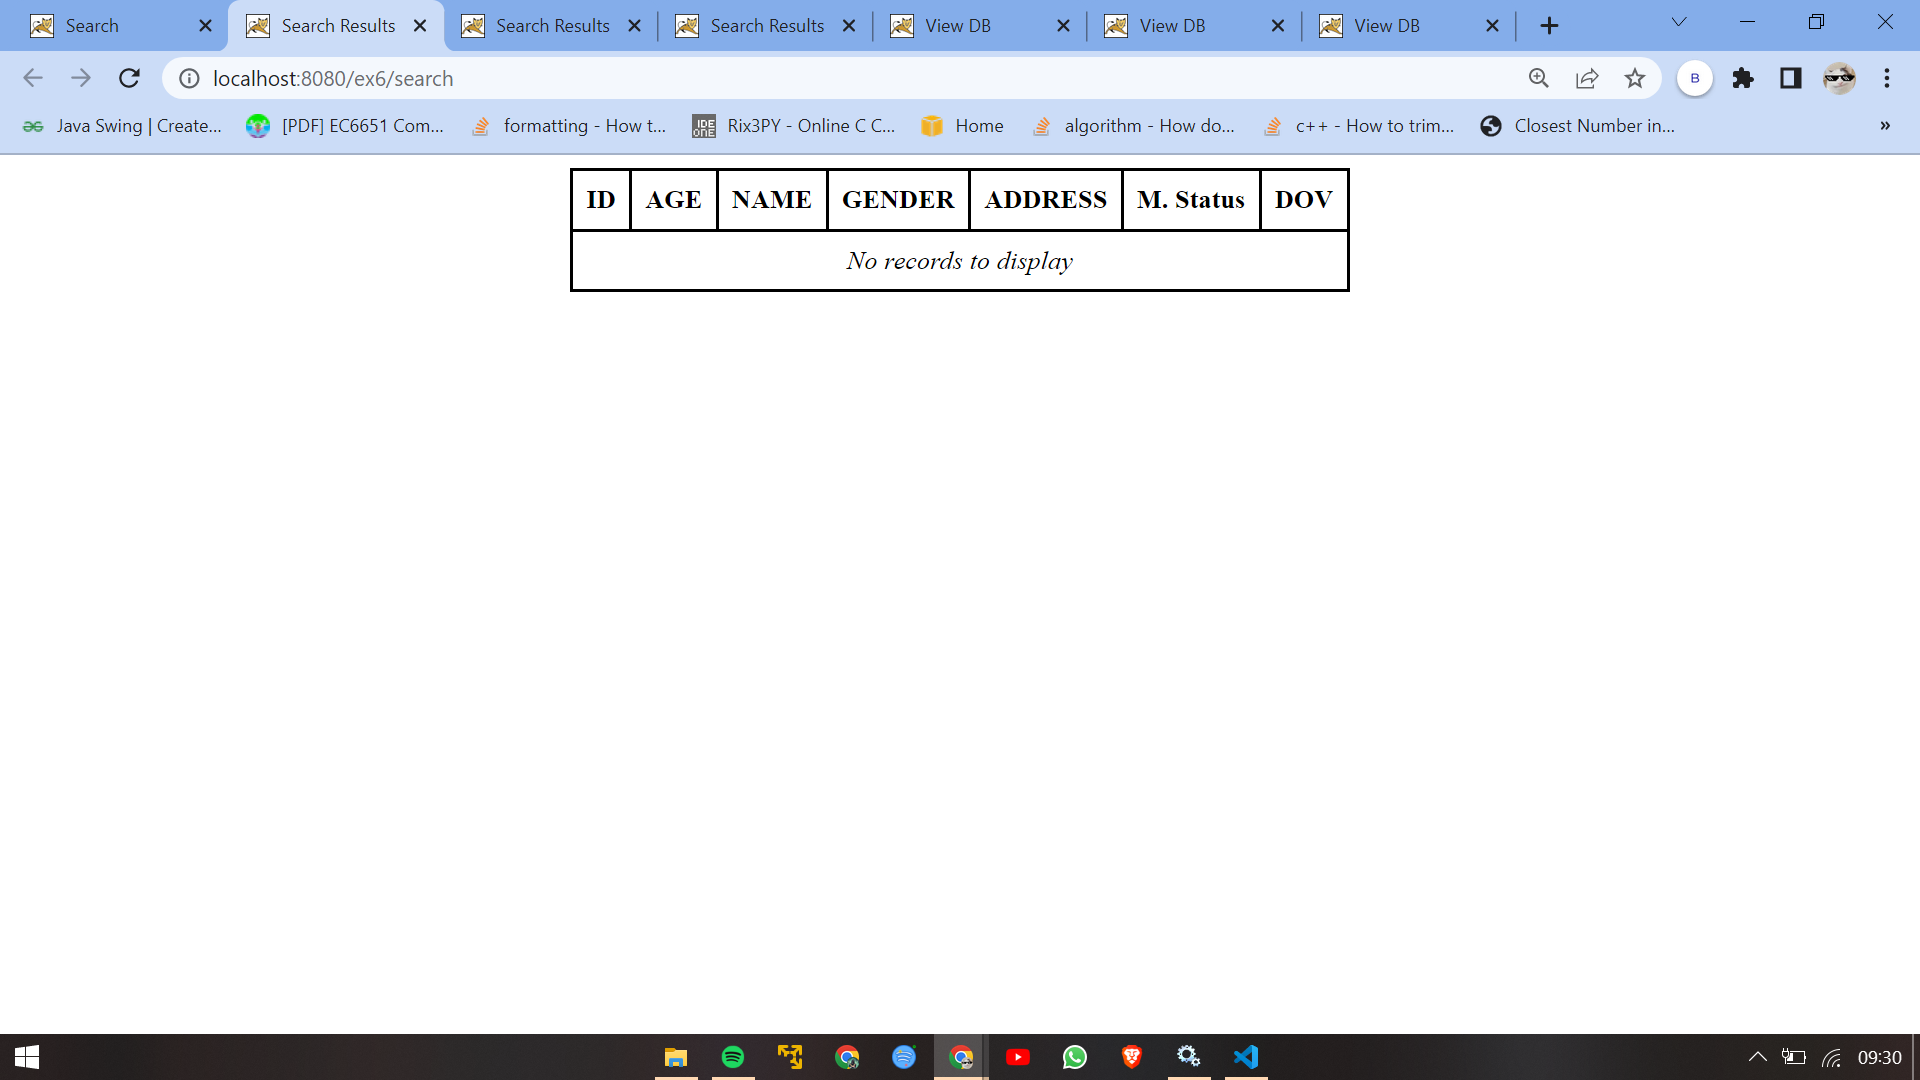 Search
Search Results
Search Results
Search Results
View DB
View DB
View DB
localhost:8080/ex6/search
B
Java Swing | Create...
[PDF] EC6651 Com...
formatting - How t...
IDE ONE
Rix3PY - Online C C...
Home
algorithm - How do...
c++ - How to trim...
Closest Number in...
»
ID AGE NAME GENDER ADDRESS M. Status DOV
No records to display
09:30